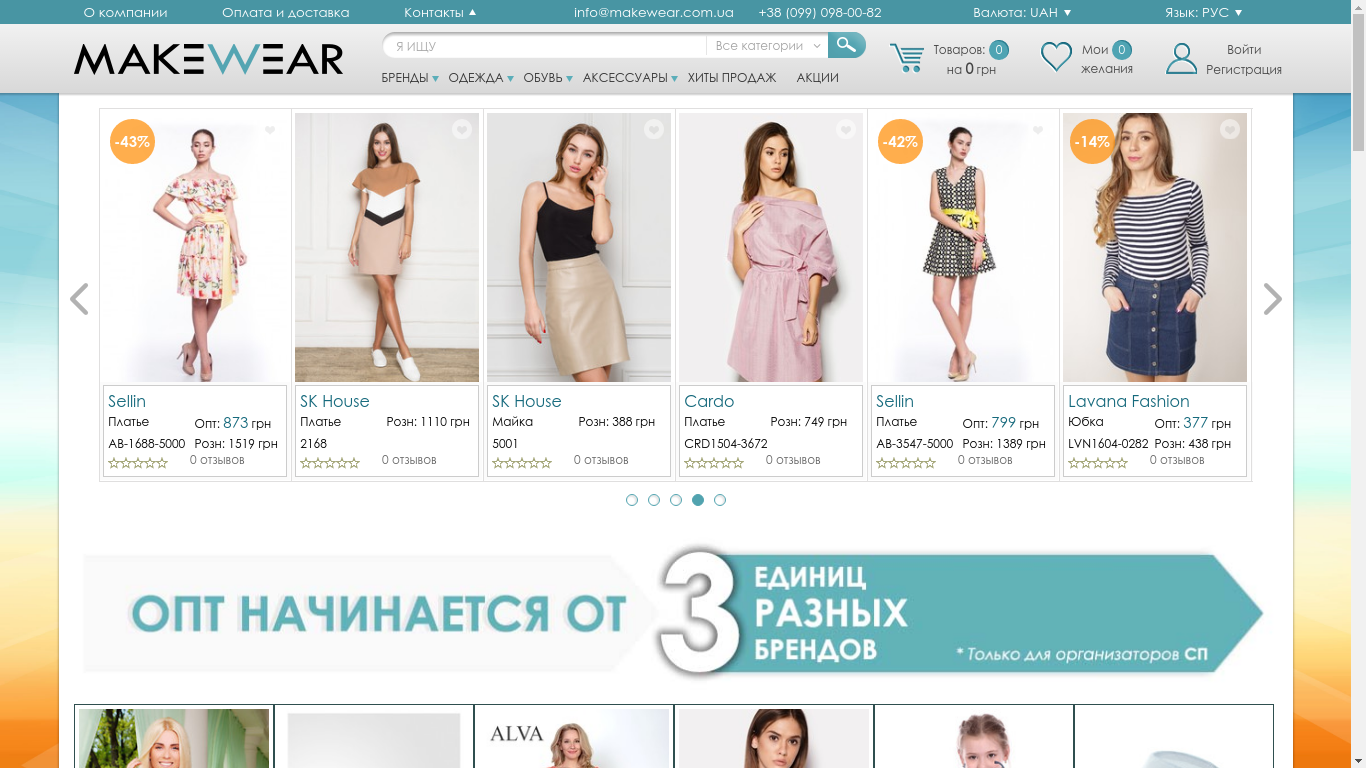 О компании
Оплата и доставка
Контакты
info@makewear.com.ua
+38 (099) 098-00-82
Валюта: UAH
Язык: РУС
MAKEWEAR
Я ИЩУ
Все категории
Товаров: 0
на 0 грн
Мои 0
желания
Войти
Регистрация
БРЕНДЫ
ОДЕЖДА
ОБУВЬ
АКСЕССУАРЫ
ХИТЫ ПРОДАЖ
АКЦИИ
-43%
-42%
-14%
Sellin
Платье
Опт: 873 грн
AB-1688-5000
Розн: 1519 грн
0 отзывов
SK House
Платье
Розн: 1110 грн
2168
0 отзывов
SK House
Майка
Розн: 388 грн
5001
0 отзывов
Cardo
Платье
Розн: 749 грн
CRD1504-3672
0 отзывов
Sellin
Платье
Опт: 799 грн
AB-3547-5000
Розн: 1389 грн
0 отзывов
Lavana Fashion
Юбка
Опт: 377 грн
LVN1604-0282
Розн: 438 грн
0 отзывов
ОПТ НАЧИНАЕТСЯ ОТ
3
ЕДИНИЦ
РАЗНЫХ
БРЕНДОВ
* Только для организаторов СП
ALVA